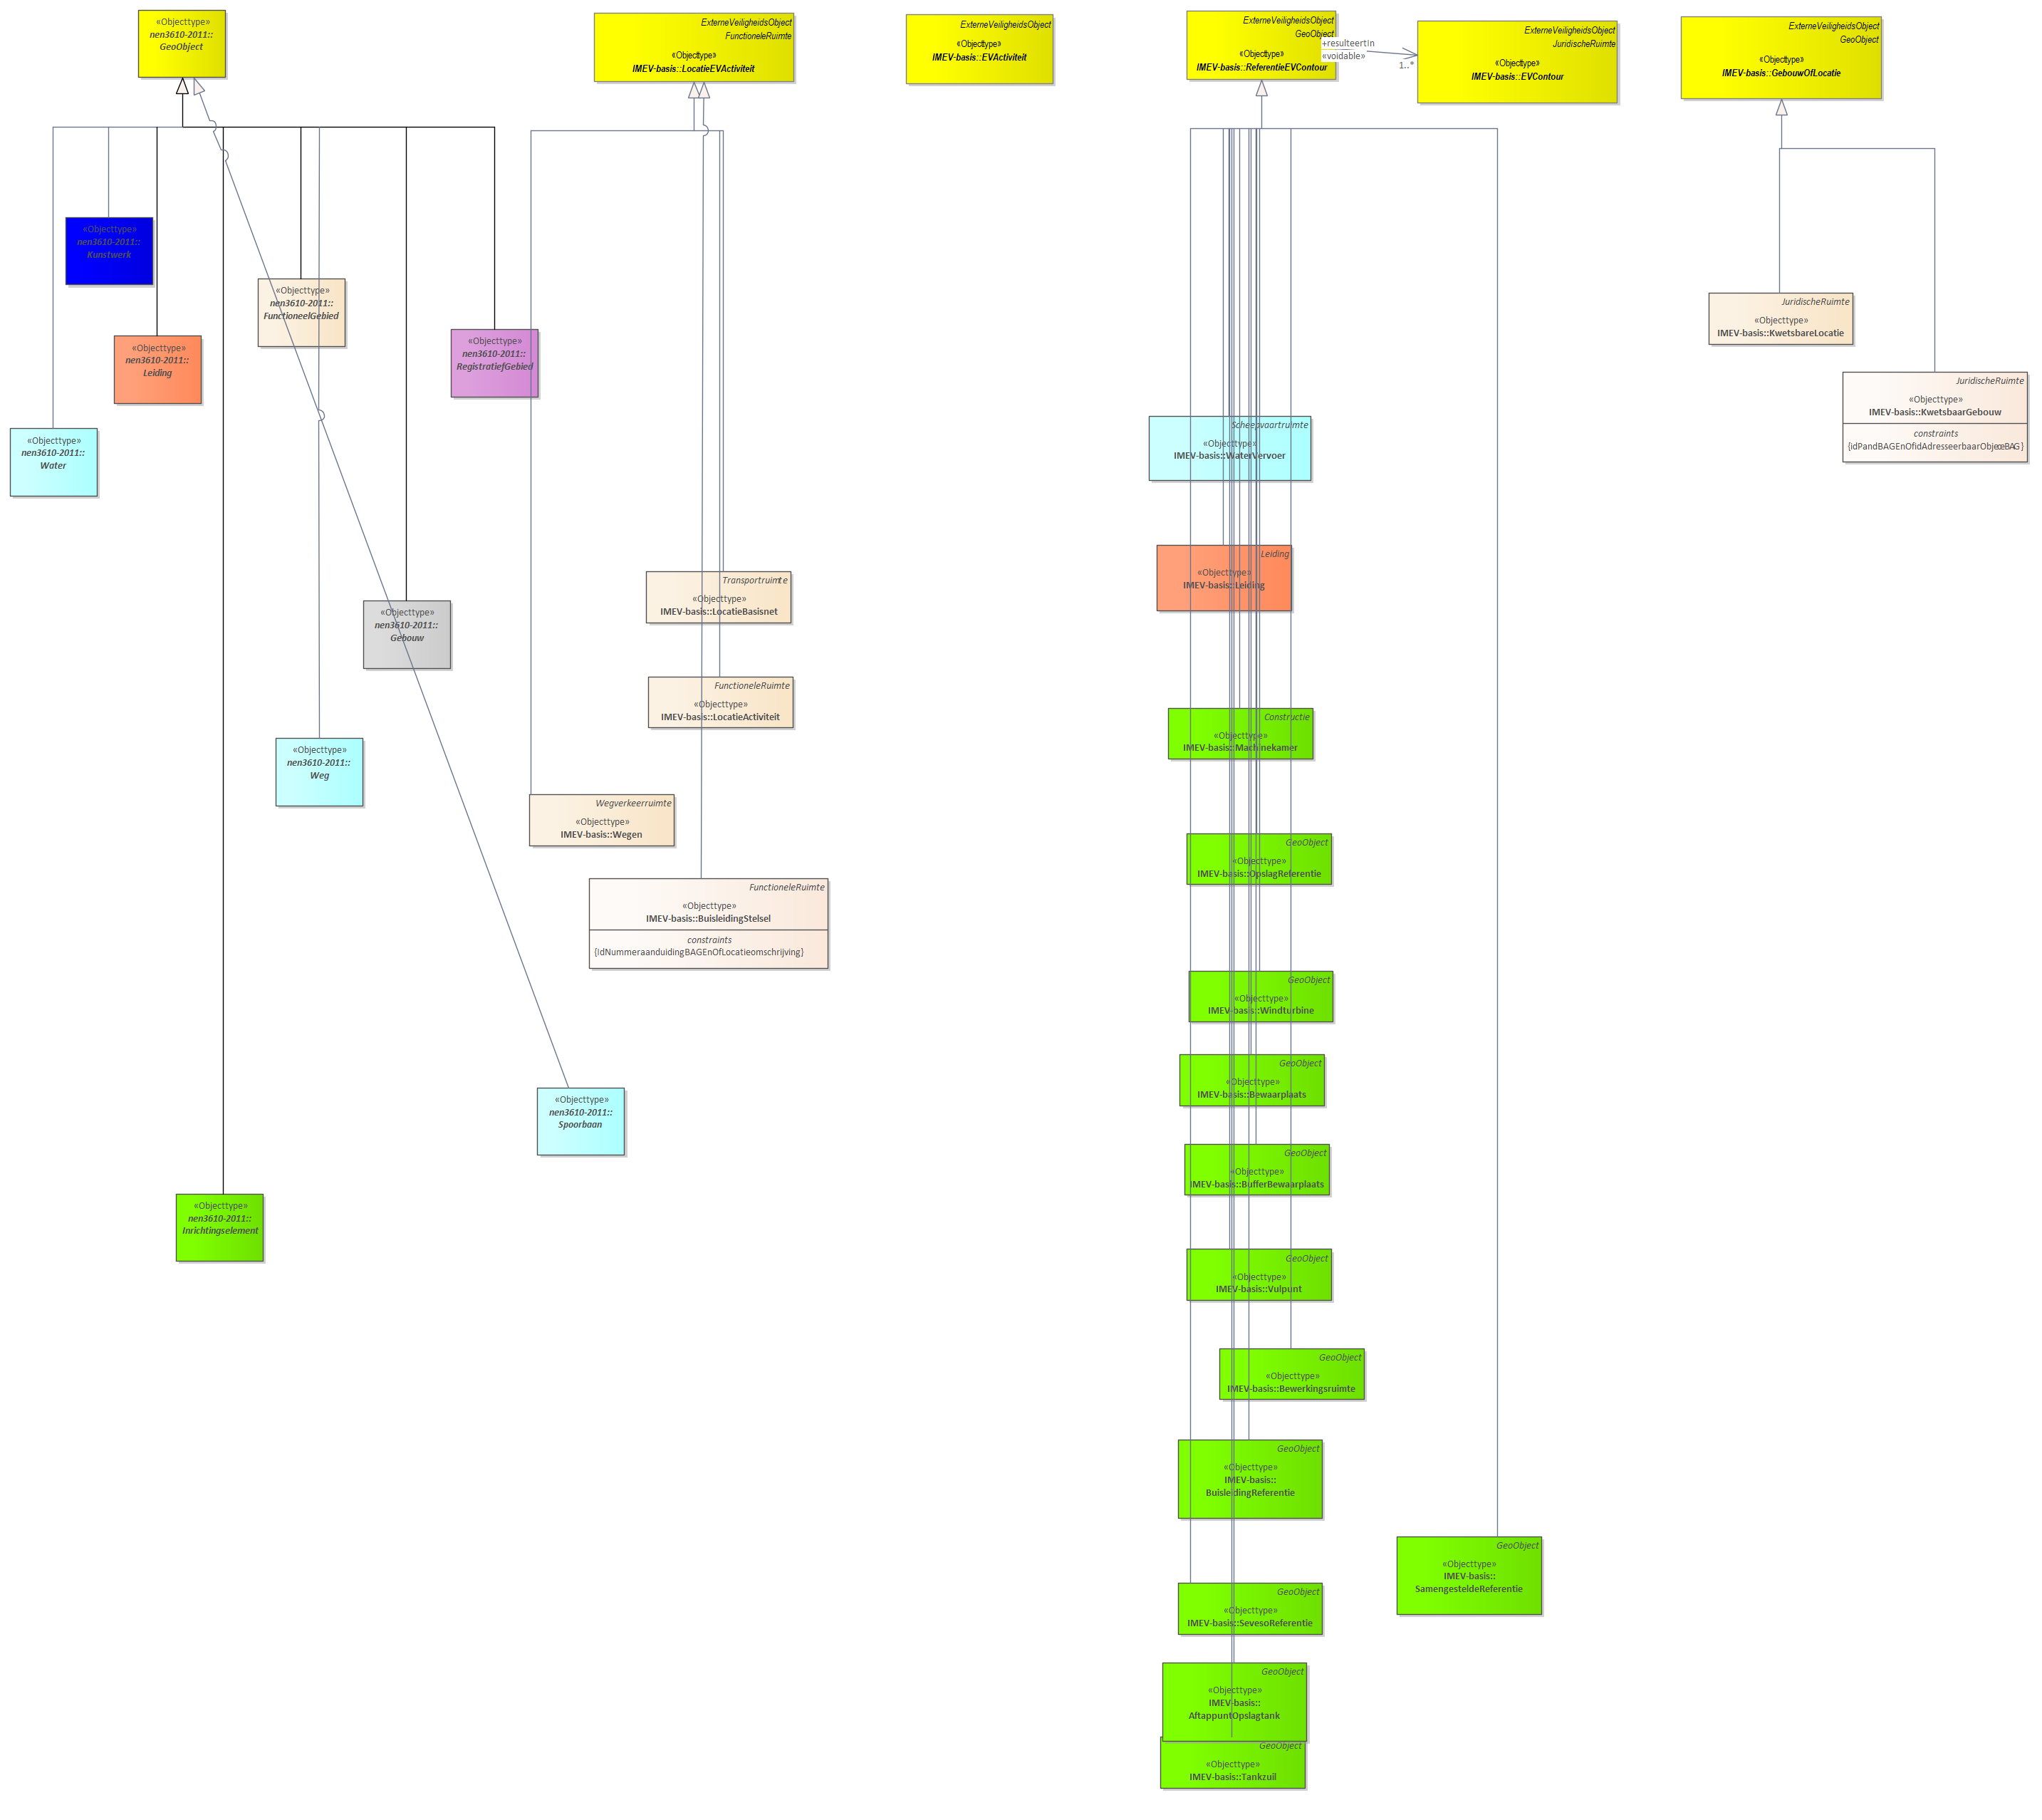 «Objecttype»
nen3610-2011::
GeoObject
ExterneVeiligheidsObject
FunctioneleRuimte
«Objecttype»
IMEV-basis::LocatieEVActiviteit
ExterneVeiligheidsObject
«Objecttype»
IMEV-basis::EVActiviteit
ExterneVeiligheidsObject
GeoObject
«Objecttype»
IMEV-basis::ReferentieEVContour
+resulteertIn
«voidable»
1..*
ExterneVeiligheidsObject
JuridischeRuimte
«Objecttype»
IMEV-basis::EVContour
ExterneVeiligheidsObject
GeoObject
«Objecttype»
IMEV-basis::GebouwOfLocatie
«Objecttype»
nen3610-2011::
Kunstwerk
«Objecttype»
nen3610-2011::
FunctioneelGebied
«Objecttype»
nen3610-2011::
Leiding
«Objecttype»
nen3610-2011::
RegistratiefGebied
«Objecttype»
nen3610-2011::
Water
«Objecttype»
nen3610-2011::
Gebouw
«Objecttype»
nen3610-2011::
Weg
«Objecttype»
nen3610-2011::
Spoorbaan
«Objecttype»
nen3610-2011::
Inrichtingselement
Transportruimte
«Objecttype»
IMEV-basis::LocatieBasisnet
FunctioneleRuimte
«Objecttype»
IMEV-basis::LocatieActiviteit
Wegverkeerruimte
«Objecttype»
IMEV-basis::Wegen
FunctioneleRuimte
«Objecttype»
IMEV-basis::BuisleidingStelsel
constraints
{idNummeraanduidingBAGEnOfLocatieomschrijving}
Scheepvaartruimte
«Objecttype»
IMEV-basis::WaterVervoer
Leiding
«Objecttype»
IMEV-basis::Leiding
Constructie
«Objecttype»
IMEV-basis::Machinekamer
GeoObject
«Objecttype»
IMEV-basis::OpslagReferentie
GeoObject
«Objecttype»
IMEV-basis::Windturbine
GeoObject
«Objecttype»
IMEV-basis::Bewaarplaats
GeoObject
«Objecttype»
IMEV-basis::BufferBewaarplaats
GeoObject
«Objecttype»
IMEV-basis::Vulpunt
GeoObject
«Objecttype»
IMEV-basis::Bewerkingsruimte
GeoObject
«Objecttype»
IMEV-basis::
BuisleidingReferentie
GeoObject
«Objecttype»
IMEV-basis::
SamengesteldeReferentie
GeoObject
«Objecttype»
IMEV-basis::SevesoReferentie
GeoObject
«Objecttype»
IMEV-basis::
AftappuntOpslagtank
GeoObject
«Objecttype»
IMEV-basis::Tankzuil
JuridischeRuimte
«Objecttype»
IMEV-basis::KwetsbareLocatie
JuridischeRuimte
«Objecttype»
IMEV-basis::KwetsbaarGebouw
constraints